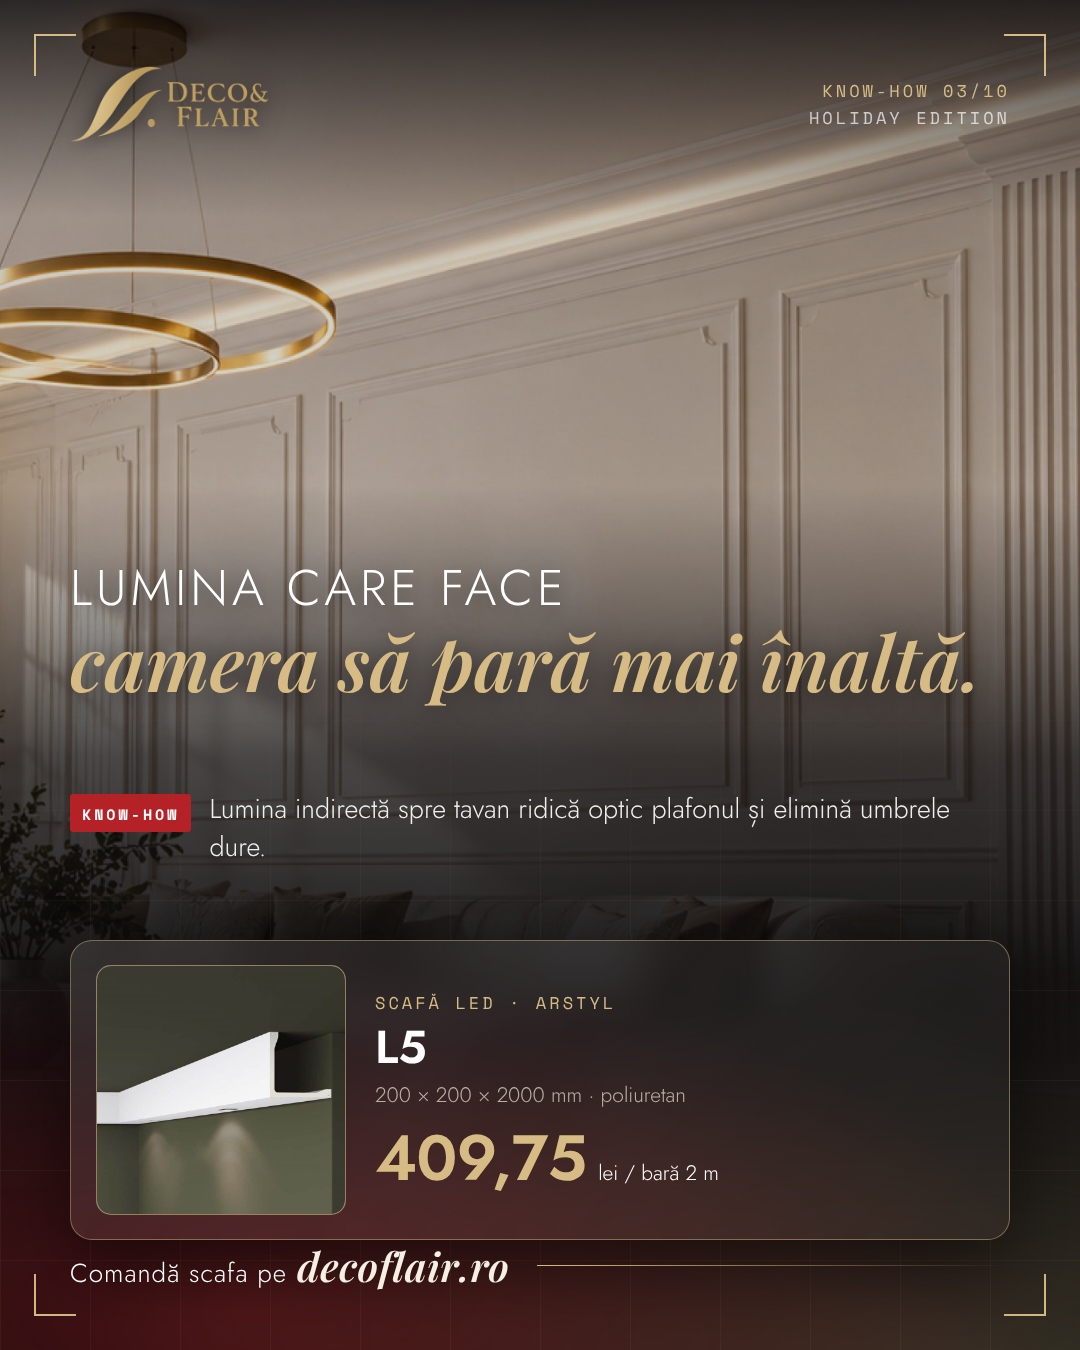 DECO&
FLAIR
KNOW-HOW 03/10
HOLIDAY EDITION
LUMINA CARE FACE
camera să pară mai înaltă.
KNOW-HOW
Lumina indirectă spre tavan ridică optic plafonul și elimină umbrele
dure.
SCAFĂ LED · ARSTYL
L5
200 × 200 × 2000 mm · poliuretan
409,75 lei / bară 2 m
Comandă scafa pe decoflair.ro